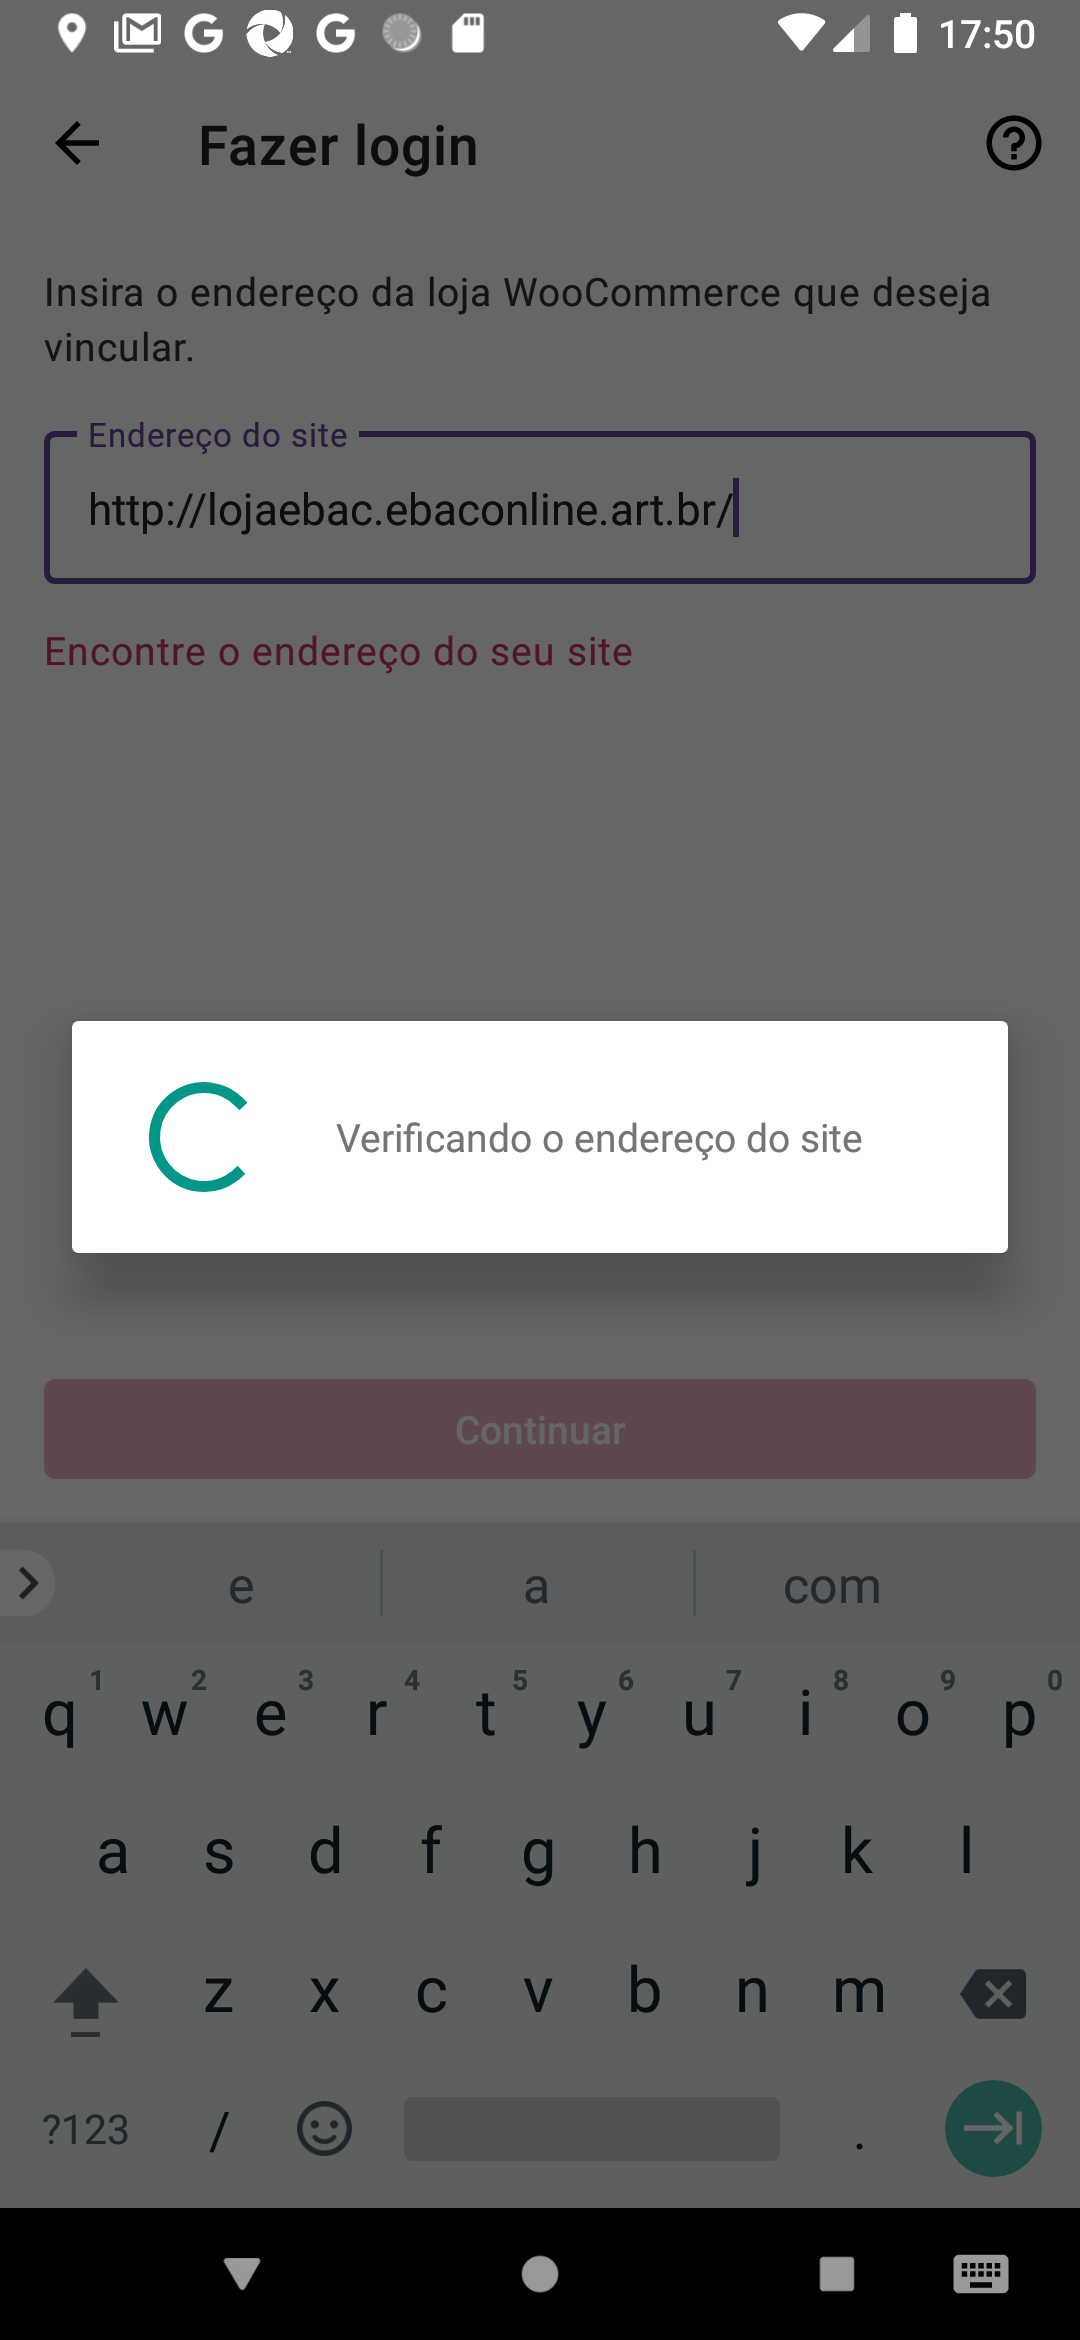 17:50
Fazer login
Insira o endereço da loja WooCommerce que deseja
vincular.
Endereço do site
http://lojaebac.ebaconline.art.br/
Encontre o endereço do seu site
Verificando o endereço do site
Continuar
e a com
1 2 3 4 5 6 7 8 9 0
q w e r t y u i o p
a s d f g h j k l
z x c v b n m
?123 / .